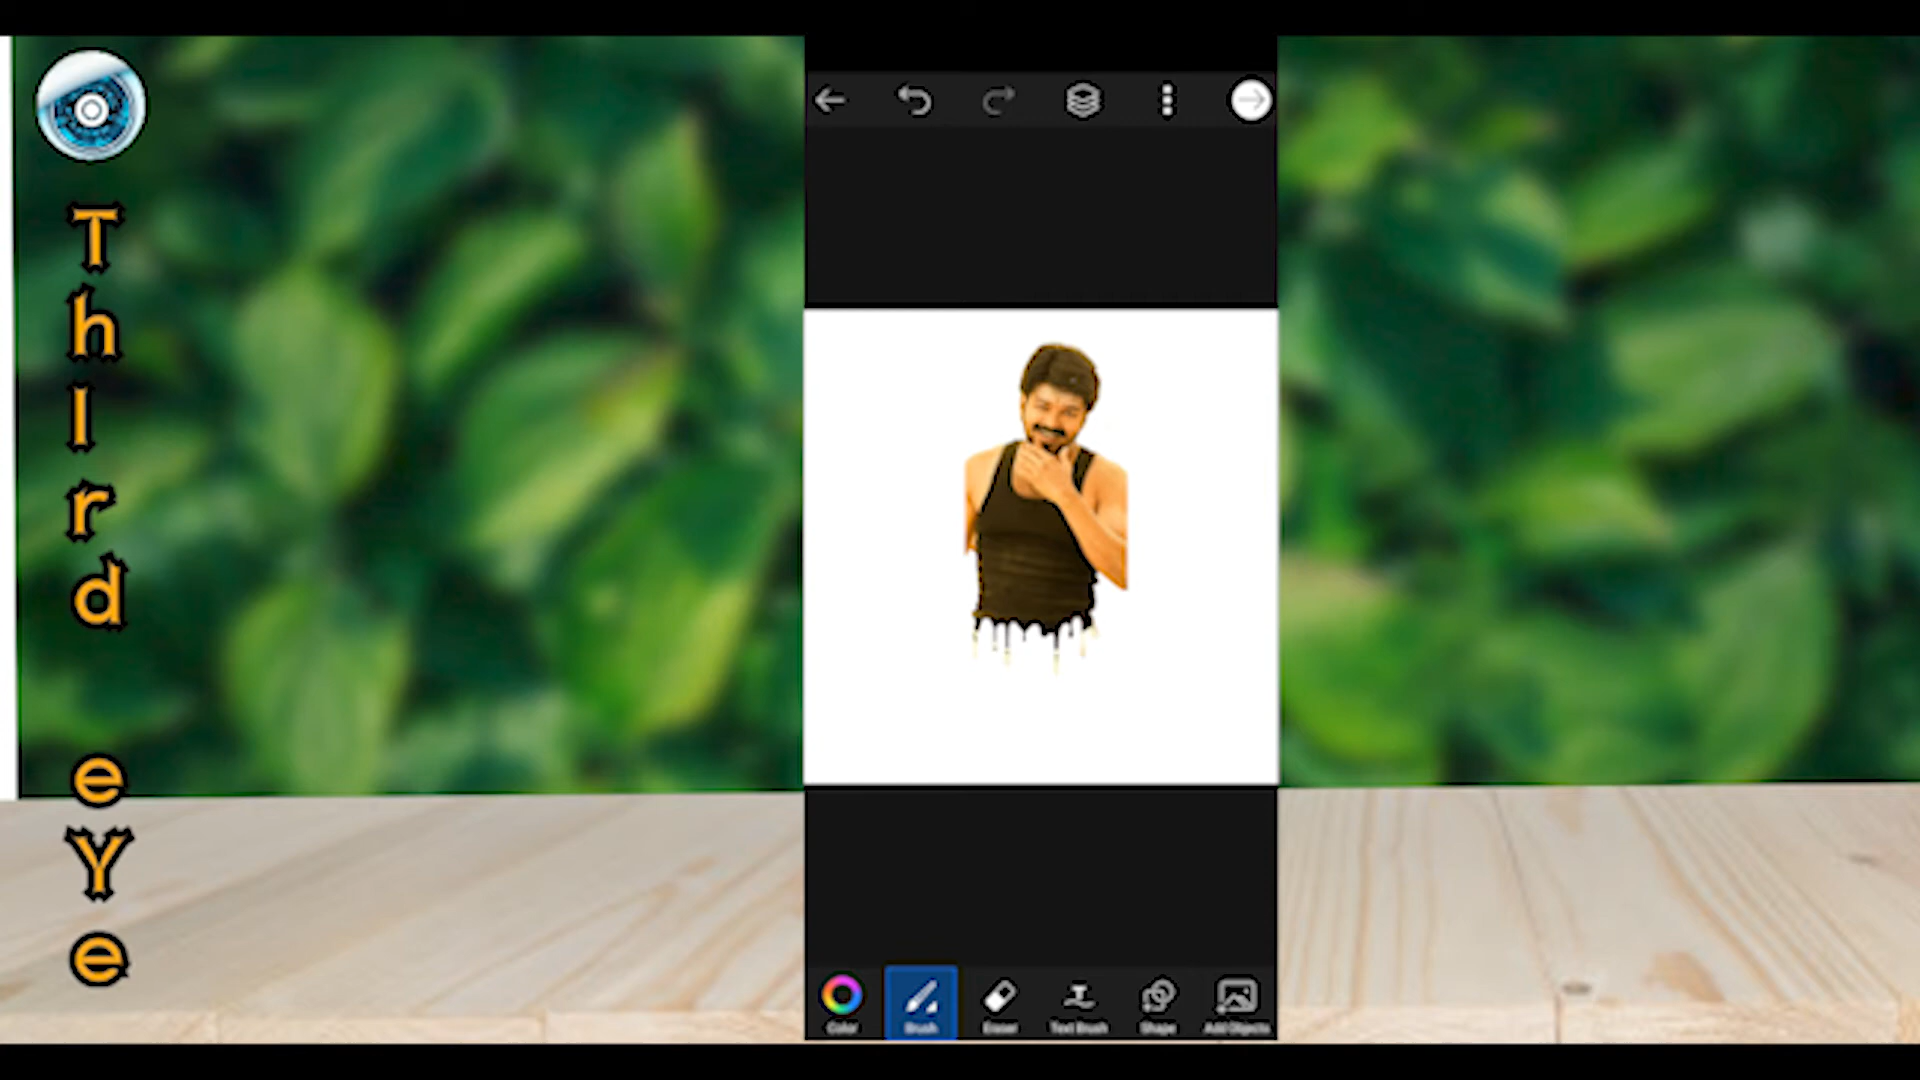 ThIrd eYe
Color
Brush
Eraser
Text Brush
Shape
Add Objects